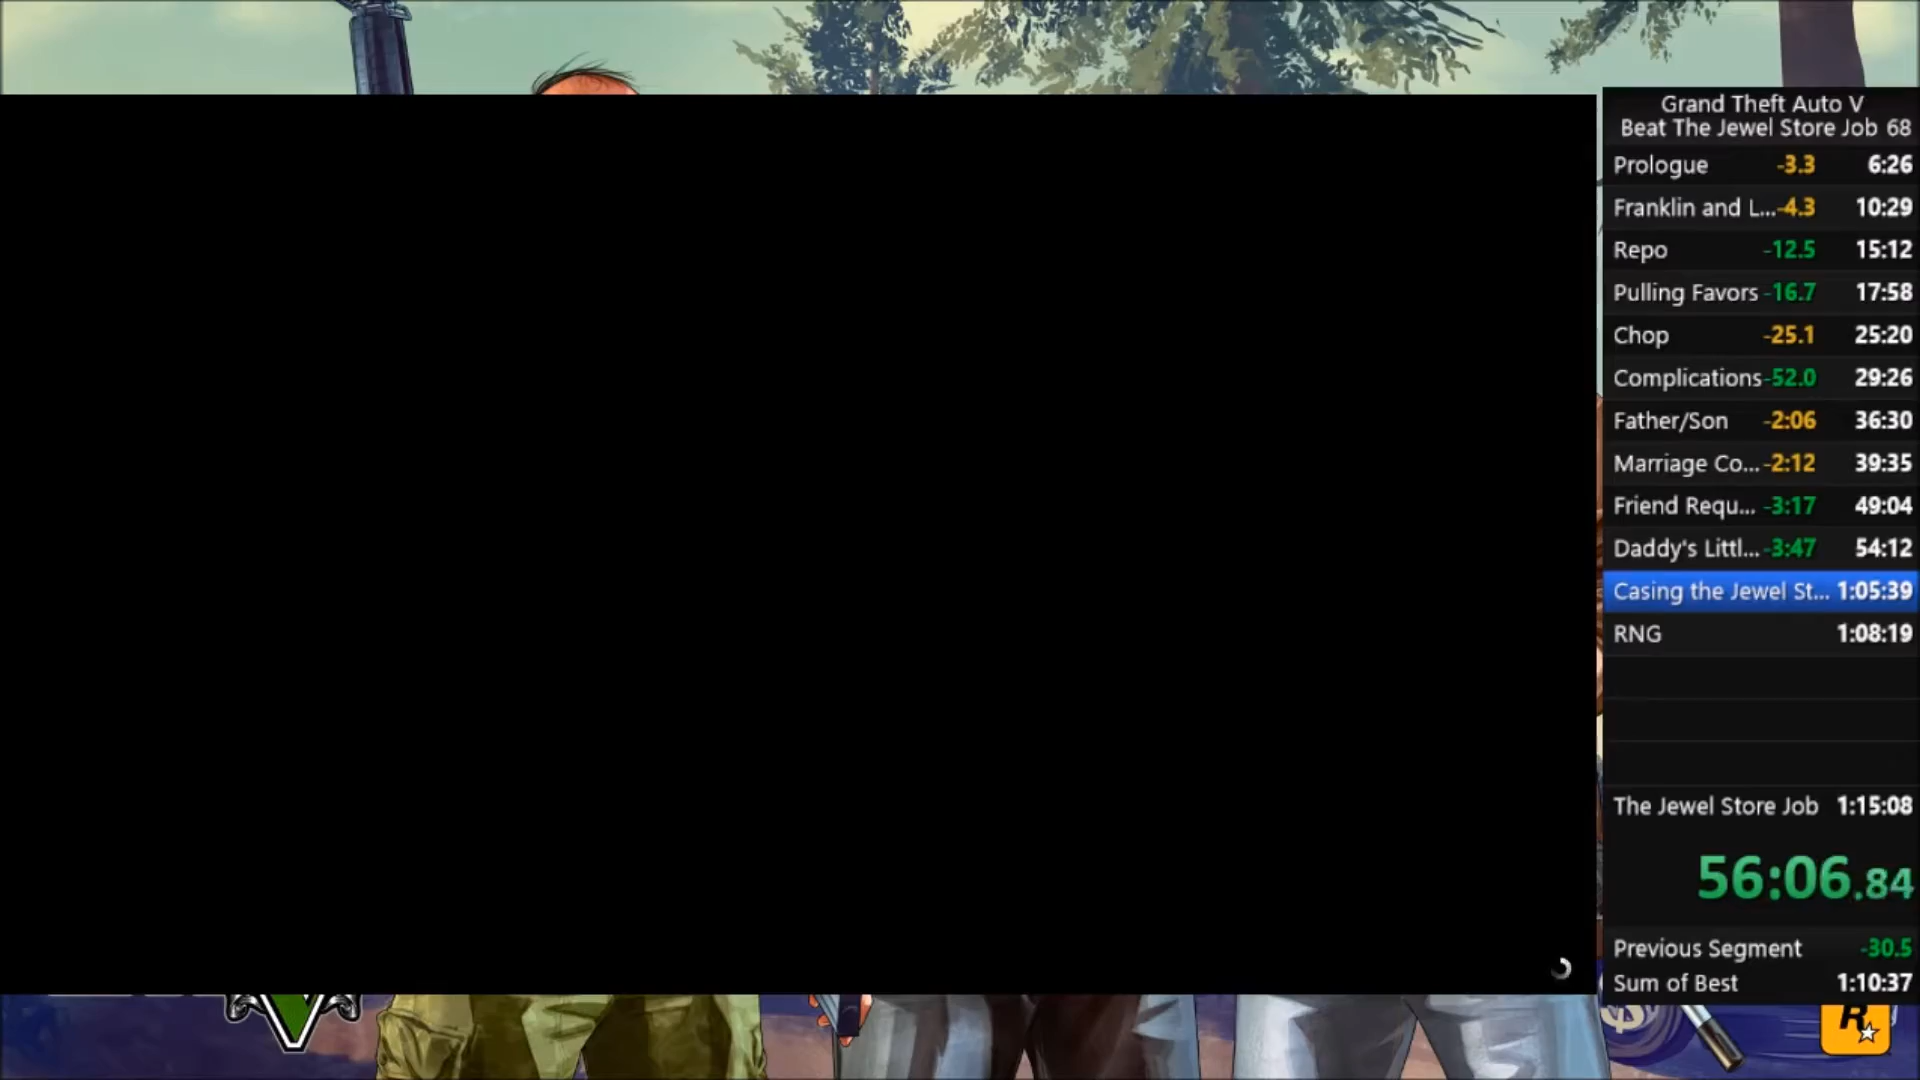 Grand Theft Auto V
Beat The Jewel Store Job 68
Prologue -3.3 6:26
Franklin and L... -4.3 10:29
Repo -12.5 15:12
Pulling Favors -16.7 17:58
Chop -25.1 25:20
Complications -52.0 29:26
Father/Son -2:06 36:30
Marriage Co... -2:12 39:35
Friend Requ... -3:17 49:04
Daddy's Littl... -3:47 54:12
Casing the Jewel St... 1:05:39
RNG 1:08:19
The Jewel Store Job 1:15:08
56:06.84
Previous Segment -30.5
Sum of Best 1:10:37
V
R
$